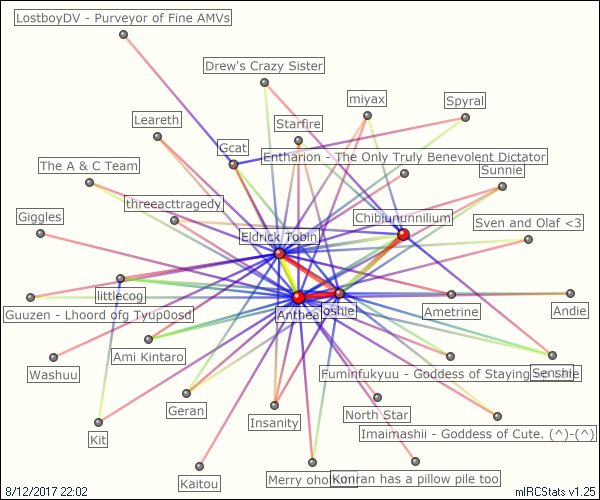 LostboyDV - Purveyor of Fine AMVs
Drew's Crazy Sister
miyax
Spyral
Leareth
Starfire
Gcat
Entharion - The Only Truly Benevolent Dictator
The A & C Team
Sunnie
threeacttragedy
Giggles
Chibiununnilium
Sven and Olaf <3
Eldrick Tobin
littlecog
Guuzen - Lhoord ofg Tyup0osd
Anthea
oshie
Ametrine
Andie
Ami Kintaro
Washuu
Fuminfukyuu - Goddess of Staying
Senshie
Geran
Insanity
North Star
Imaimashii - Goddess of Cute. (^)-(^)
Kit
Kaitou
Merry oho
Konran has a pillow pile too
8/12/2017 22:02
mIRCStats v1.25